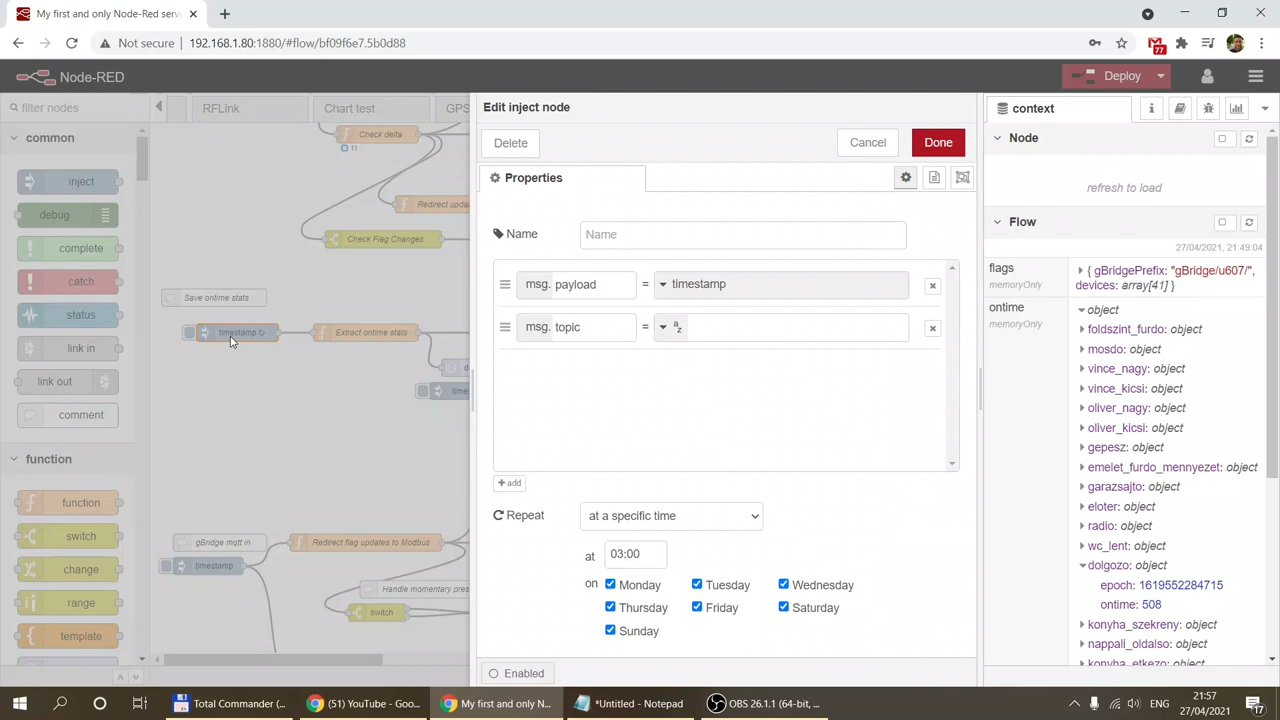 My first and only Node-Red serv
Not secure 192.168.1.80:1880/#flow/bf09f6e7.5b0d88
77
Node-RED
Deploy
filter nodes
RFLink
Chart test
GPS
Edit inject node
context
i
Delete
Cancel
Done
common
Check delta
11
Node
Properties
inject
refresh to load
debug
Redirect upda
Flow
Name
Name
complete
Check Flag Changes
27/04/2021, 21:49:04
catch
flags
memoryOnly
{ gBridgePrefix: "gBridge/u607/", devices: array[41] }
msg. payload = timestamp
status
Save ontime stats
ontime
memoryOnly
object
msg. topic = az
timestamp ↻
Extract ontime stats
foldszint_furdo: object
link in
mosdo: object
vince_nagy: object
link out
d
times
vince_kicsi: object
comment
oliver_nagy: object
oliver_kicsi: object
function
gepesz: object
emelet_furdo_mennyezet: object
+ add
garazsajto: object
function
Repeat
at a specific time
eloter: object
switch
gBridge mqtt in
Redirect flag updates to Modbus
radio: object
at 03:00
wc_lent: object
change
timestamp
dolgozo: object
on Monday Tuesday Wednesday
Handle momentary pres
epoch: 1619552284715
range
switch
Thursday Friday Saturday
ontime: 508
template
Sunday
konyha_szekreny: object
nappali_oldalso: object
konyha_etkezo: object
Enabled
Total Commander (...
(51) YouTube - Goo...
My first and only N...
*Untitled - Notepad
OBS 26.1.1 (64-bit, ...
21:57
27/04/2021
17